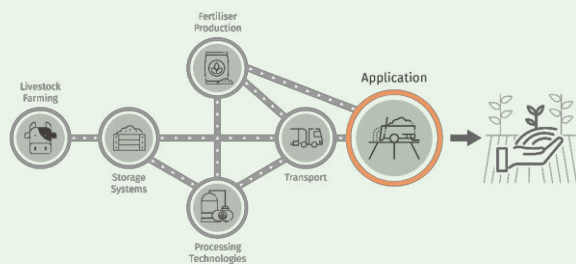 Fertiliser
Production
Application
Livestock
Farming
Storage
Systems
Transport
Processing
Technologies